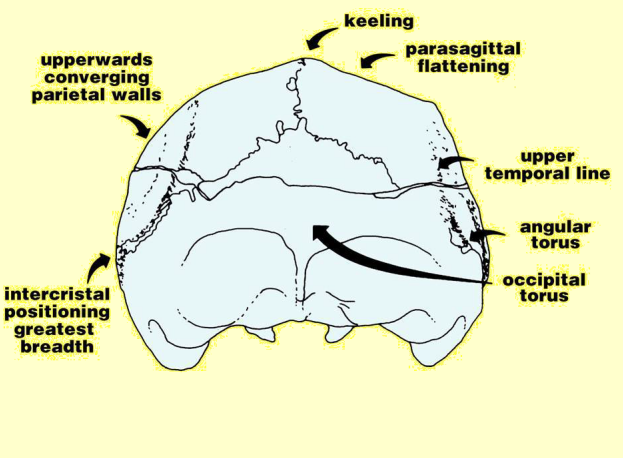 keeling
parasagittal
flattening
upperwards
converging
parietal walls
upper
temporal line
angular
torus
occipital
torus
intercristal
positioning
greatest
breadth